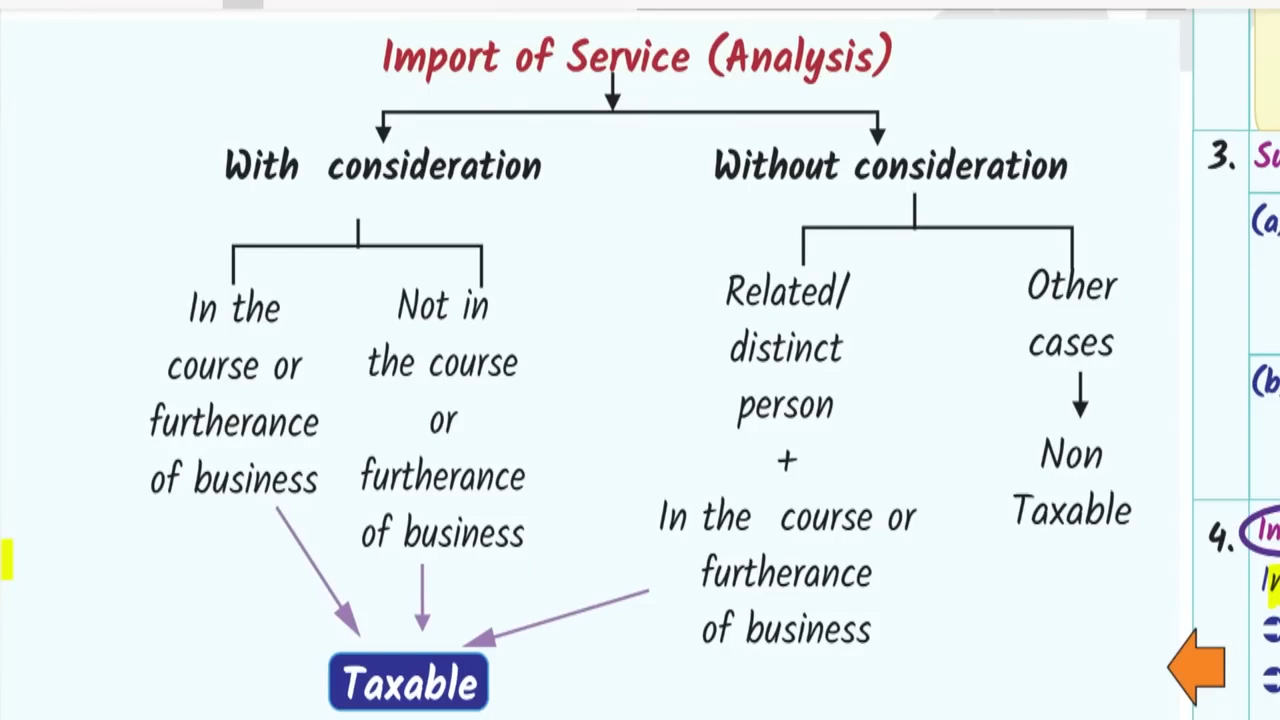 Import of Service (Analysis)
With consideration
Without consideration
In the
course or
furtherance
of business
Not in
the course
or
furtherance
of business
Related/
distinct
person
+
In the course or
furtherance
of business
Other
cases
Non
Taxable
Taxable
3.
(a
(b
4.